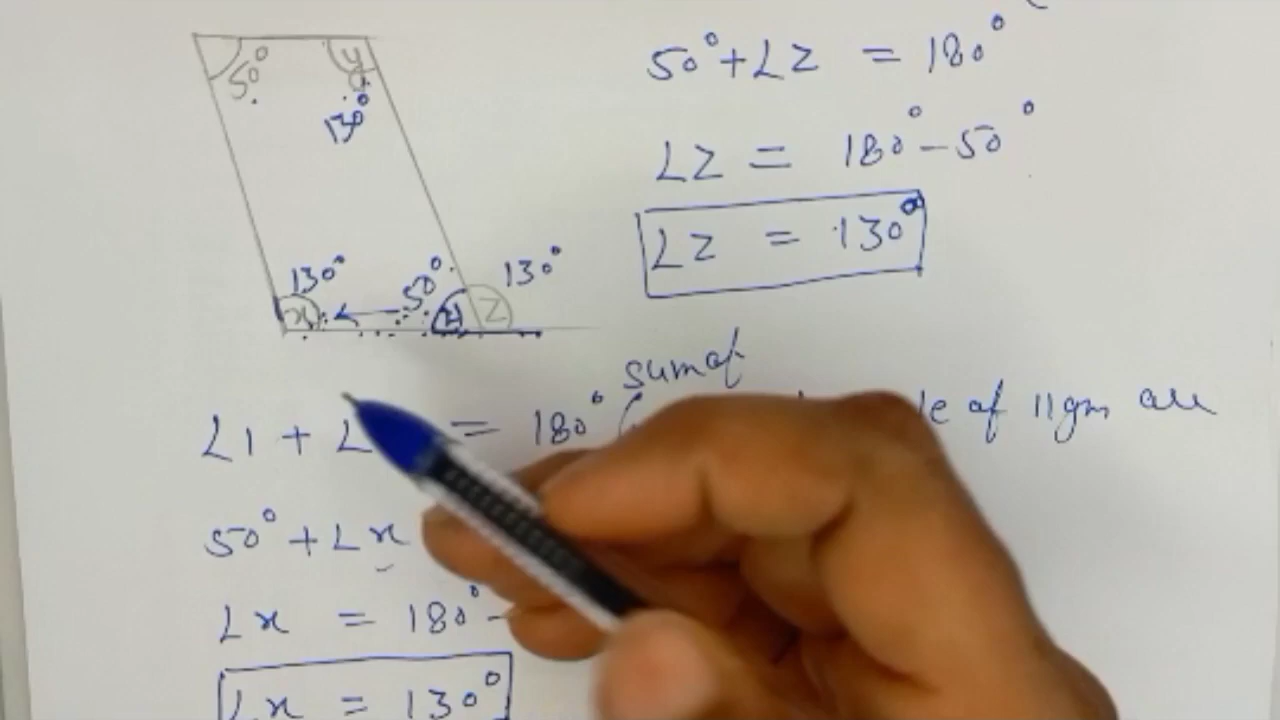 50° y
130°
130° 50° 130°
x 1 z
50° + ∠z = 180°
∠z = 180° - 50°
∠z = 130°
sum of
∠1 + ∠ = 180° ( of llgm are
50° + ∠x
∠x = 180° -
∠x = 130°